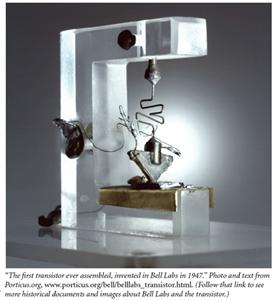 "The first transistor ever assembled, invented in Bell Labs in 1947." Photo and text from
Porticus.org, www.porticus.org/bell/belllabs_transistor.html. (Follow that link to see
more historical documents and images about Bell Labs and the transistor.)